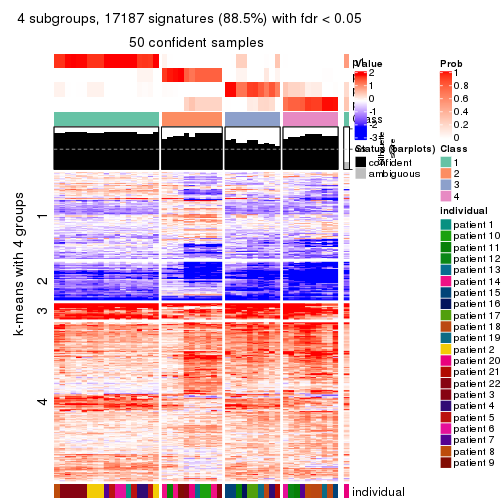 4 subgroups, 17187 signatures (88.5%) with fdr < 0.05
50 confident samples
k-means with 4 groups
1
2
3
4
individual
Value
2
1
0
-1
-2
-3
Status (barplots)
confident
ambiguous
Silhouette
score
Prob
1
0.8
0.6
0.4
0.2
0
Class
1
2
3
4
Individual
patient 1
patient 10
patient 11
patient 12
patient 13
patient 14
patient 15
patient 16
patient 17
patient 18
patient 19
patient 2
patient 20
patient 21
patient 22
patient 3
patient 4
patient 5
patient 6
patient 7
patient 8
patient 9